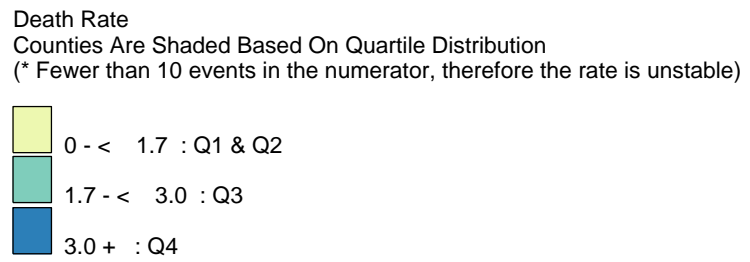 Death Rate
Counties Are Shaded Based On Quartile Distribution
(* Fewer than 10 events in the numerator, therefore the rate is unstable)
0 - < 1.7 : Q1 & Q2
1.7 - < 3.0 : Q3
3.0 + : Q4